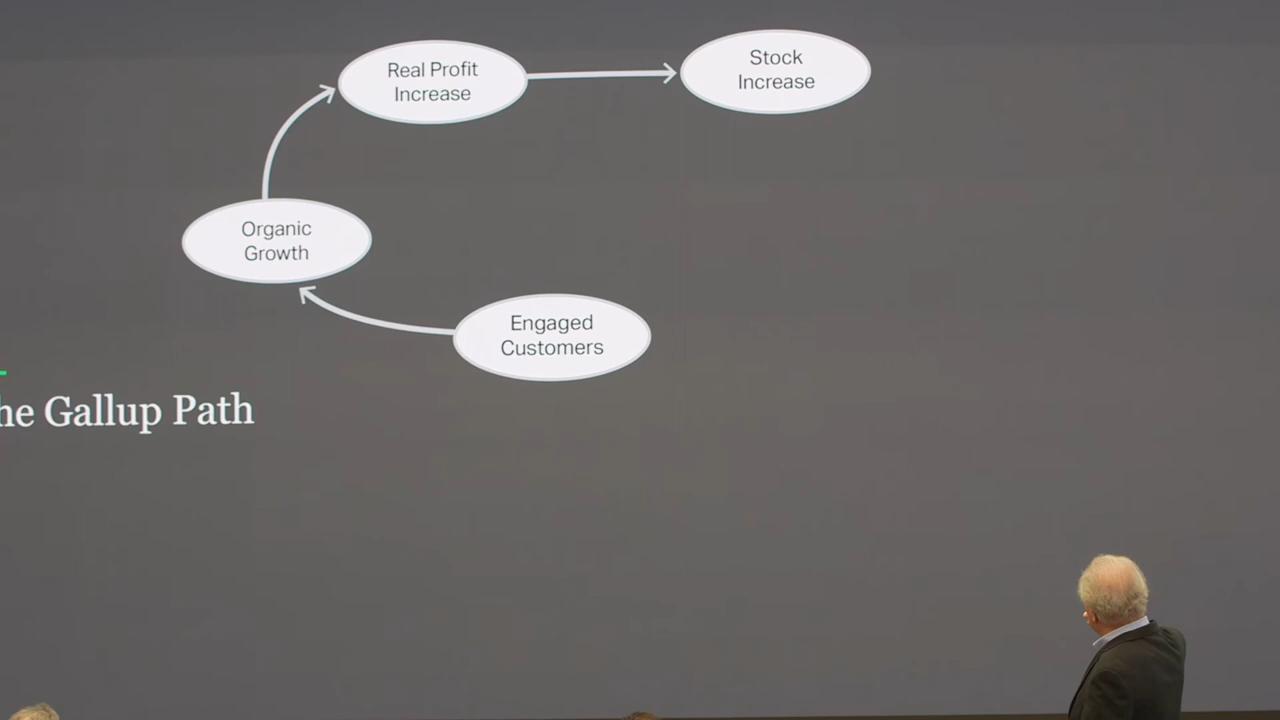 Real Profit
Increase
Stock
Increase
Organic
Growth
Engaged
Customers
he Gallup Path